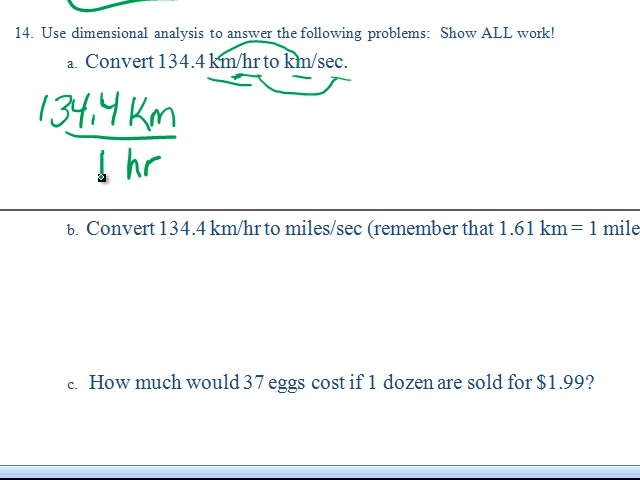 14. Use dimensional analysis to answer the following problems: Show ALL work!
a. Convert 134.4 km/hr to km/sec.
134.4 Km
1 hr
b. Convert 134.4 km/hr to miles/sec (remember that 1.61 km = 1 mile
c. How much would 37 eggs cost if 1 dozen are sold for $1.99?